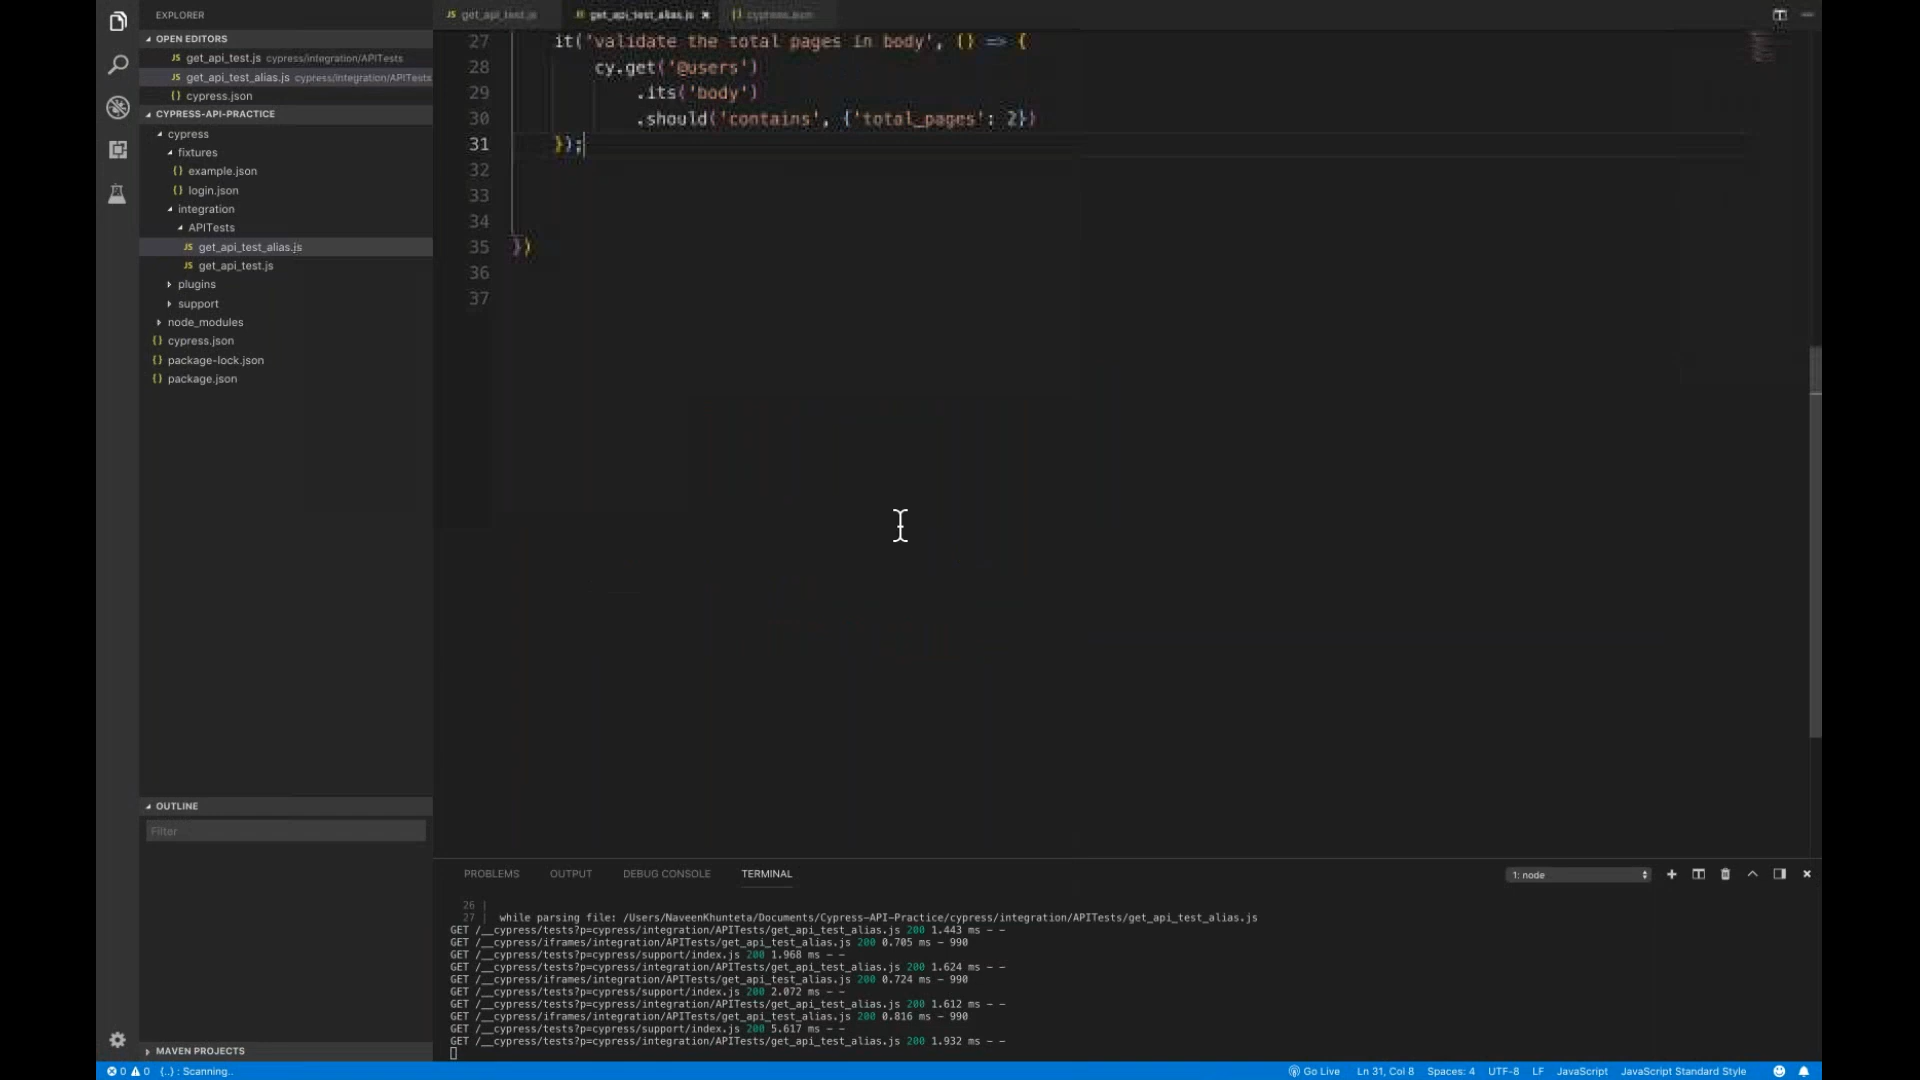 EXPLORER
OPEN EDITORS
JS get_api_test.js cypress/integration/APITests
JS get_api_test_alias.js cypress/integration/APITests
{} cypress.json
CYPRESS-API-PRACTICE
cypress
fixtures
{} example.json
{} login.json
integration
APITests
JS get_api_test_alias.js
JS get_api_test.js
plugins
support
node_modules
{} cypress.json
{} package-lock.json
{} package.json
OUTLINE
Filter
MAVEN PROJECTS
JS get_api_test.js get_api_test_alias.js {} cypress.json
27 it('validate the total pages in body', () => {
28 cy.get('@users')
29 .its('body')
30 .should('contains', {'total_pages': 2})
31 });
32
33
34
35 })
36
37
PROBLEMS OUTPUT DEBUG CONSOLE TERMINAL 1: node
26 |
27 | while parsing file: /Users/NaveenKhunteta/Documents/Cypress-API-Practice/cypress/integration/APITests/get_api_test_alias.js
GET /__cypress/tests?p=cypress/integration/APITests/get_api_test_alias.js 200 1.443 ms - -
GET /__cypress/iframes/integration/APITests/get_api_test_alias.js 200 0.705 ms - 990
GET /__cypress/tests?p=cypress/support/index.js 200 1.968 ms - -
GET /__cypress/tests?p=cypress/integration/APITests/get_api_test_alias.js 200 1.624 ms - -
GET /__cypress/iframes/integration/APITests/get_api_test_alias.js 200 0.724 ms - 990
GET /__cypress/tests?p=cypress/support/index.js 200 2.072 ms - -
GET /__cypress/tests?p=cypress/integration/APITests/get_api_test_alias.js 200 1.612 ms - -
GET /__cypress/iframes/integration/APITests/get_api_test_alias.js 200 0.816 ms - 990
GET /__cypress/tests?p=cypress/support/index.js 200 5.617 ms - -
GET /__cypress/tests?p=cypress/integration/APITests/get_api_test_alias.js 200 1.932 ms - -
0 0 {..} : Scanning.. Go Live Ln 31, Col 8 Spaces: 4 UTF-8 LF JavaScript JavaScript Standard Style